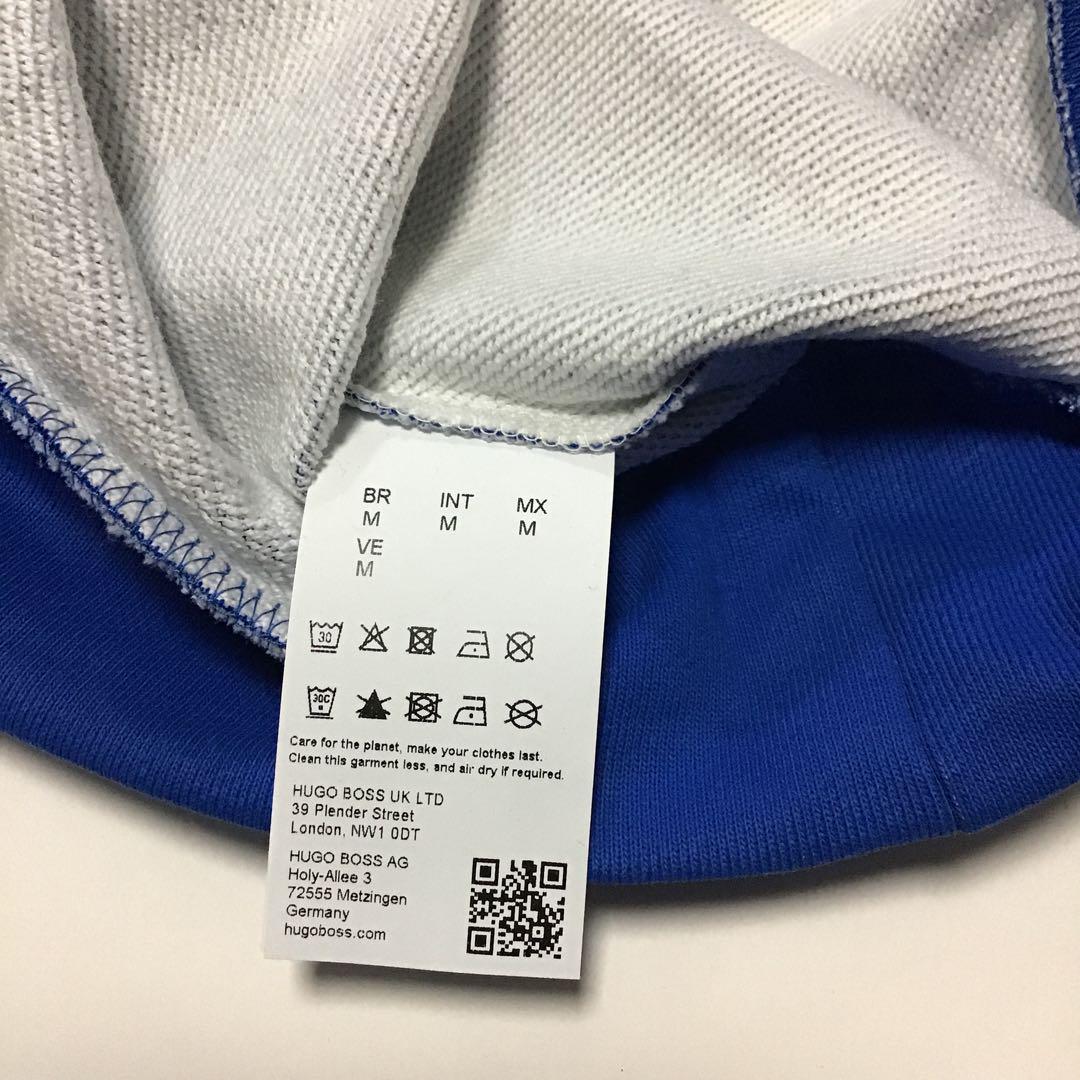 BR INT MX
M M M
VE
M
30
30C
Care for the planet, make your clothes last.
Clean this garment less, and air dry if required.
HUGO BOSS UK LTD
39 Plender Street
London, NW1 0DT
HUGO BOSS AG
Holy-Allee 3
72555 Metzingen
Germany
hugoboss.com